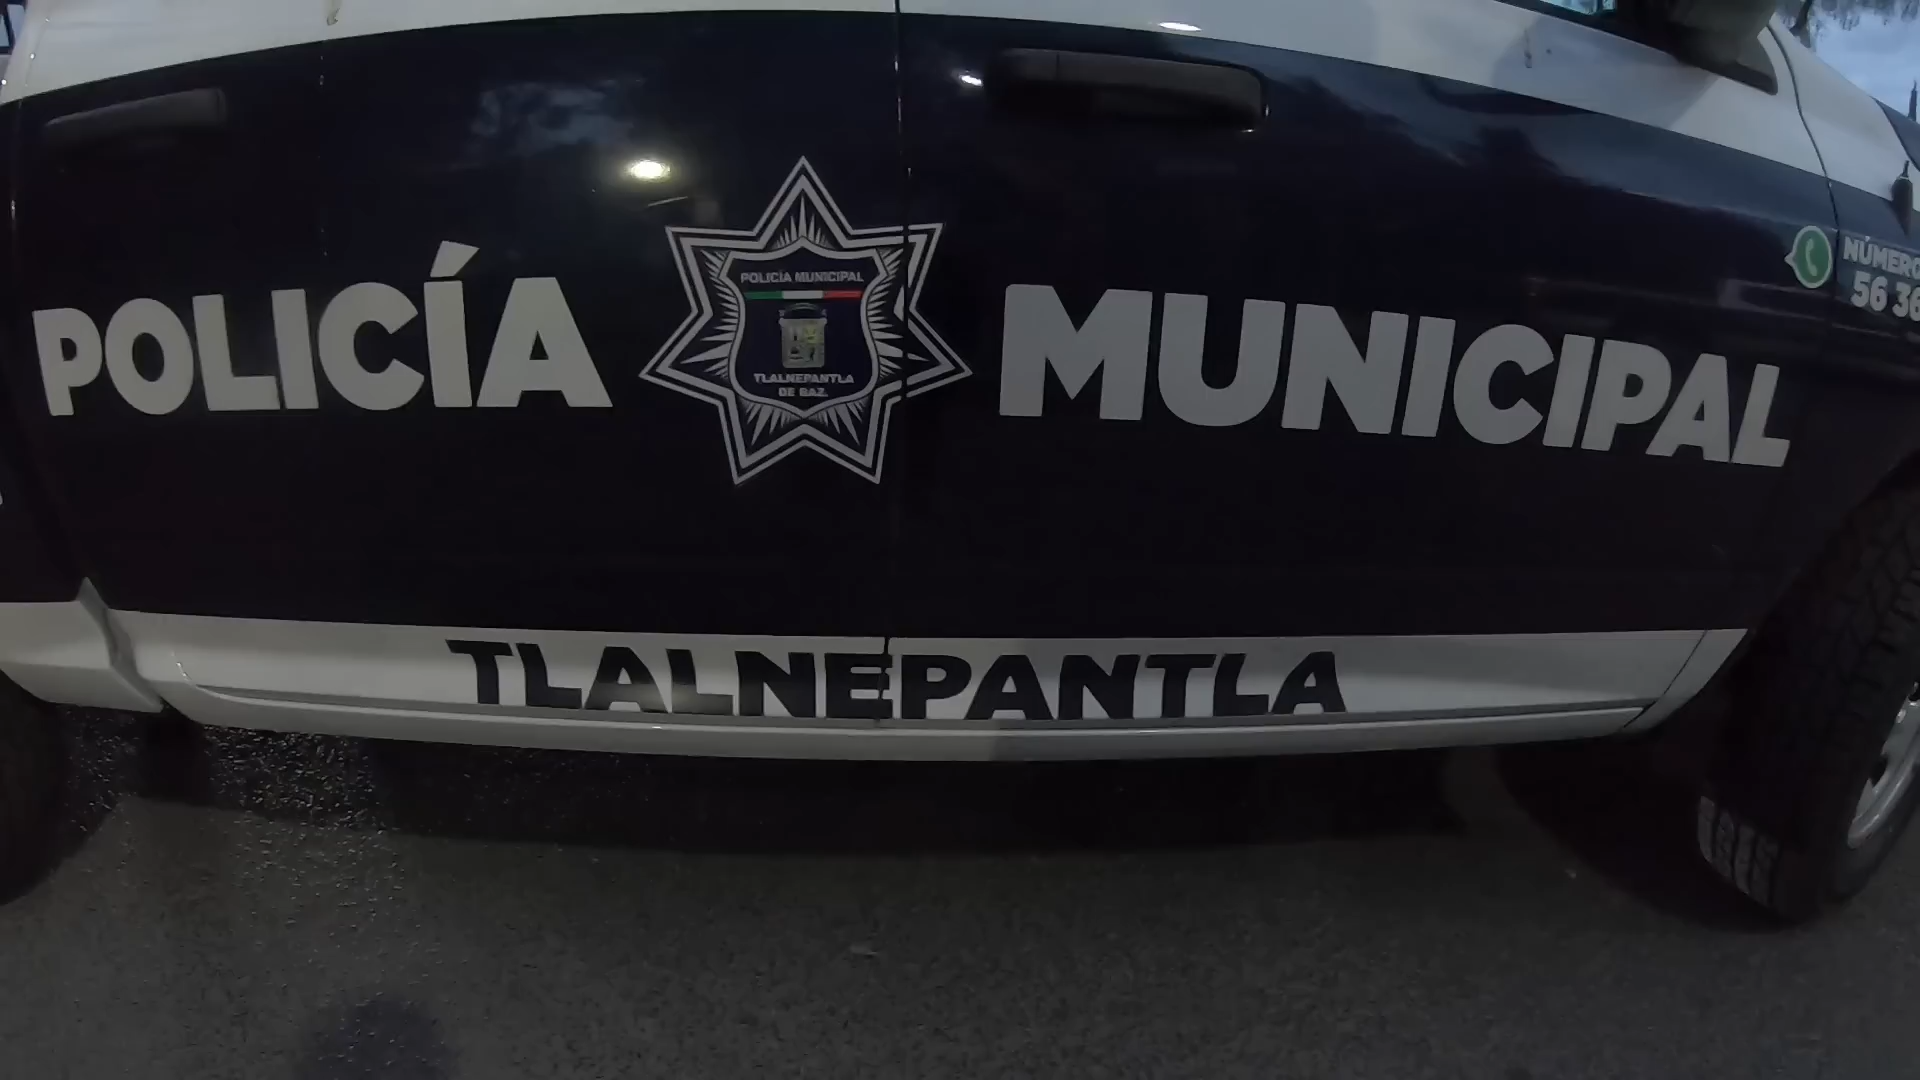 POLICÍA MUNICIPAL
POLICÍA MUNICIPAL
TLALNEPANTLA
DE BAZ.
NÚMERO
56 36
TLALNEPANTLA